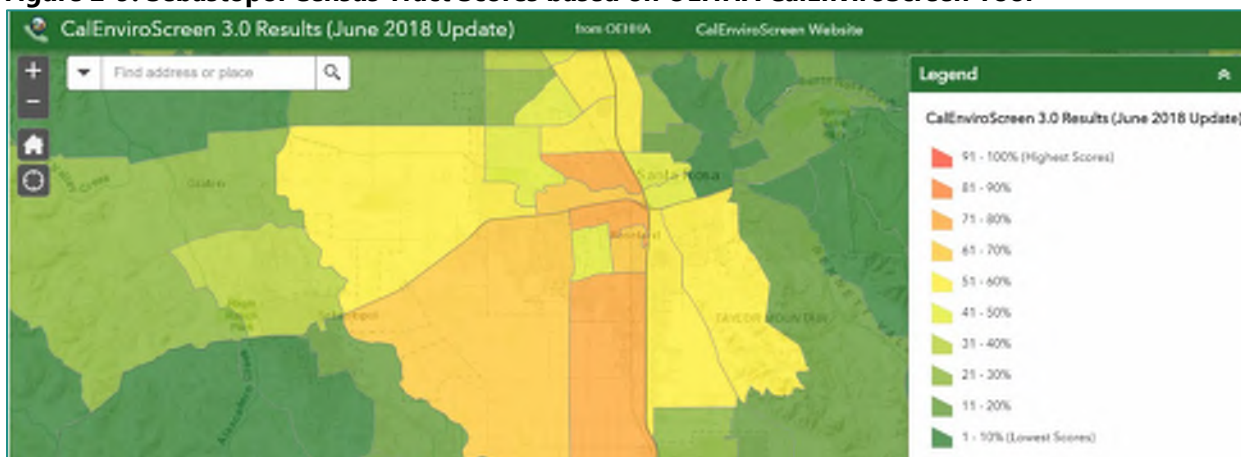 CalEnviroScreen 3.0 Results (June 2018 Update) from OEHHA CalEnviroScreen Website
Find address or place
Legend
CalEnviroScreen 3.0 Results (June 2018 Update)
91 - 100% (Highest Scores)
81 - 90%
71 - 80%
61 - 70%
51 - 60%
41 - 50%
31 - 40%
21 - 30%
11 - 20%
1 - 10% (Lowest Scores)
Santa Rosa
TAYLOR MOUNTAIN